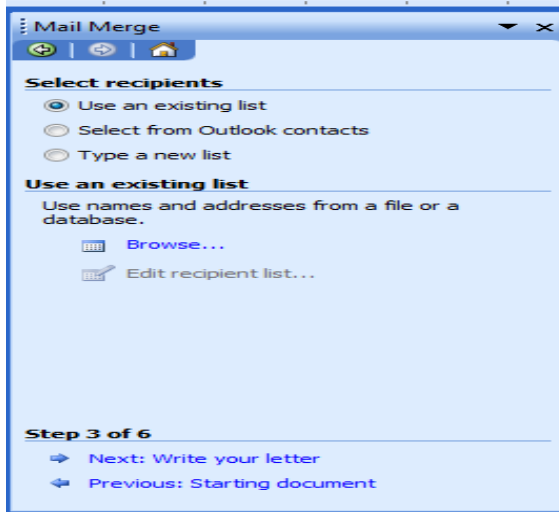 Mail Merge
Select recipients
Use an existing list
Select from Outlook contacts
Type a new list
Use an existing list
Use names and addresses from a file or a
database.
Browse...
Edit recipient list...
Step 3 of 6
Next: Write your letter
Previous: Starting document